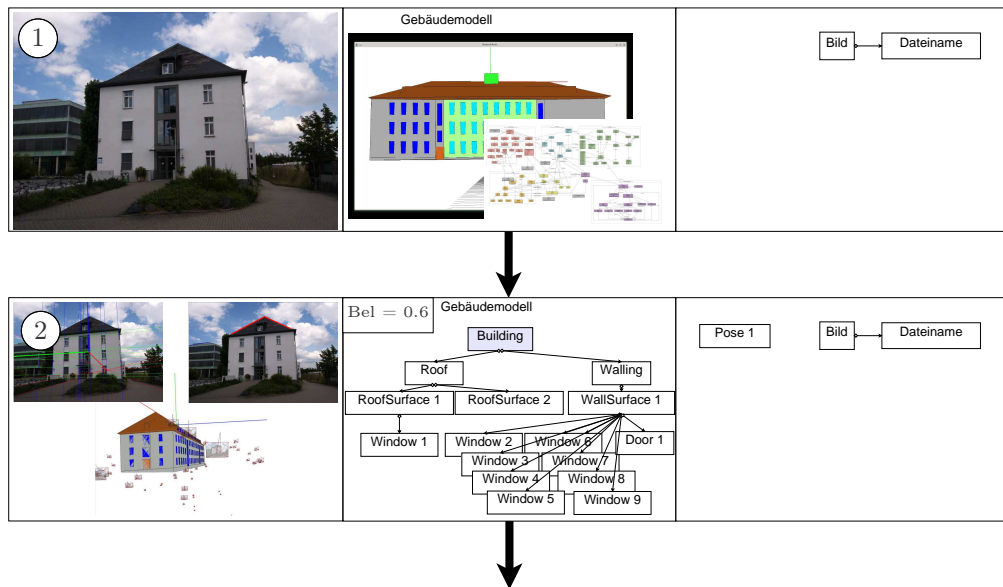 1
Gebäudemodell
Bild
Dateiname
2
Bel = 0.6
Gebäudemodell
Building
Roof
Walling
RoofSurface 1
RoofSurface 2
WallSurface 1
Window 1
Window 2
Window 6
Door 1
Window 3
Window 7
Window 4
Window 8
Window 5
Window 9
Pose 1
Bild
Dateiname